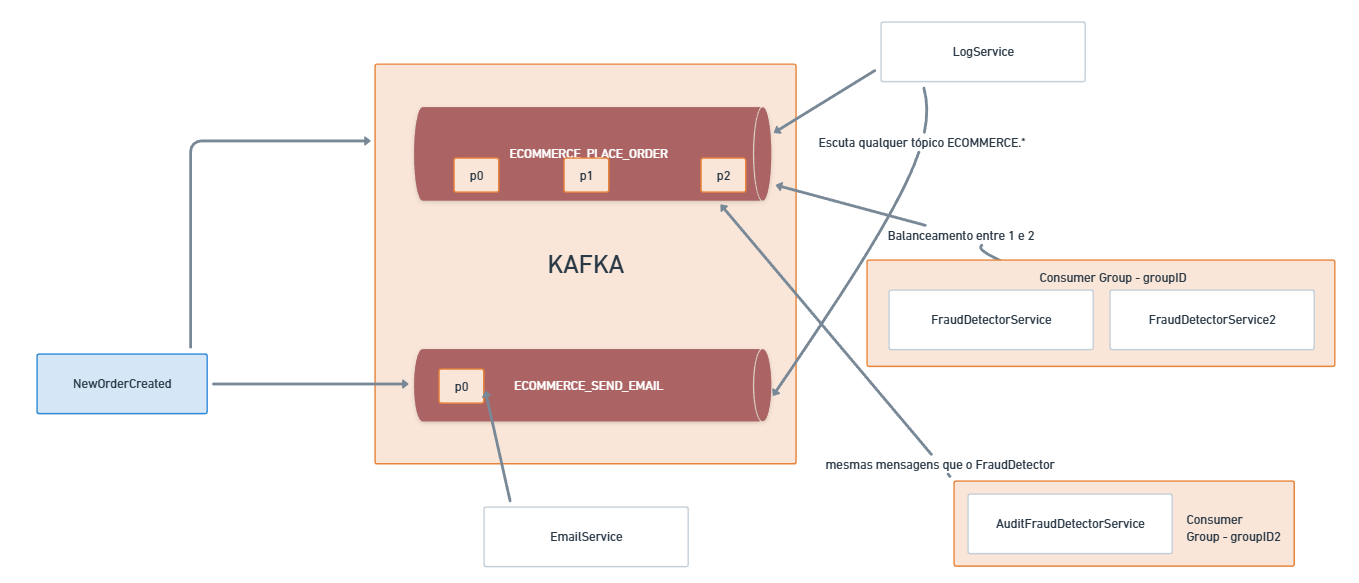 LogService
ECOMMERCE_PLACE_ORDER
p0
p1
p2
Escuta qualquer tópico ECOMMERCE.*
Balanceamento entre 1 e 2
KAFKA
Consumer Group - groupID
FraudDetectorService
FraudDetectorService2
NewOrderCreated
p0
ECOMMERCE_SEND_EMAIL
mesmas mensagens que o FraudDetector
AuditFraudDetectorService
Consumer
Group - groupID2
EmailService